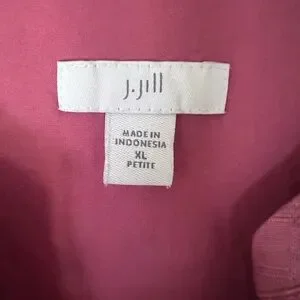 J.Jill
MADE IN
INDONESIA
XL
PETITE